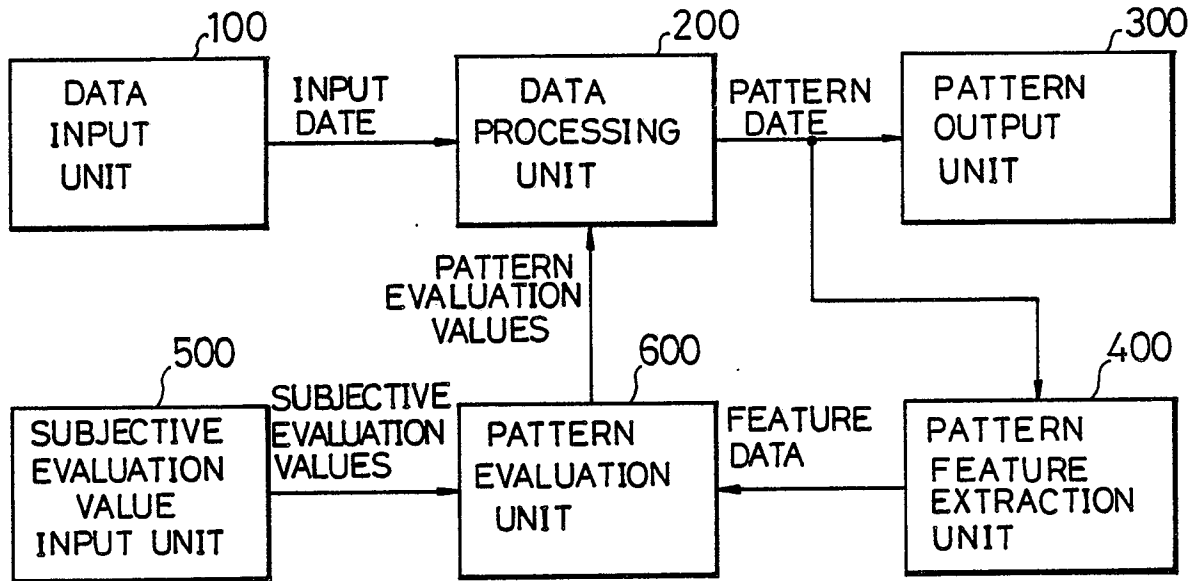 100
DATA
INPUT
UNIT
INPUT
DATE
200
DATA
PROCESSING
UNIT
PATTERN
DATE
300
PATTERN
OUTPUT
UNIT
PATTERN
EVALUATION
VALUES
500
SUBJECTIVE
EVALUATION
VALUE
INPUT UNIT
SUBJECTIVE
EVALUATION
VALUES
600
PATTERN
EVALUATION
UNIT
FEATURE
DATA
400
PATTERN
FEATURE
EXTRACTION
UNIT